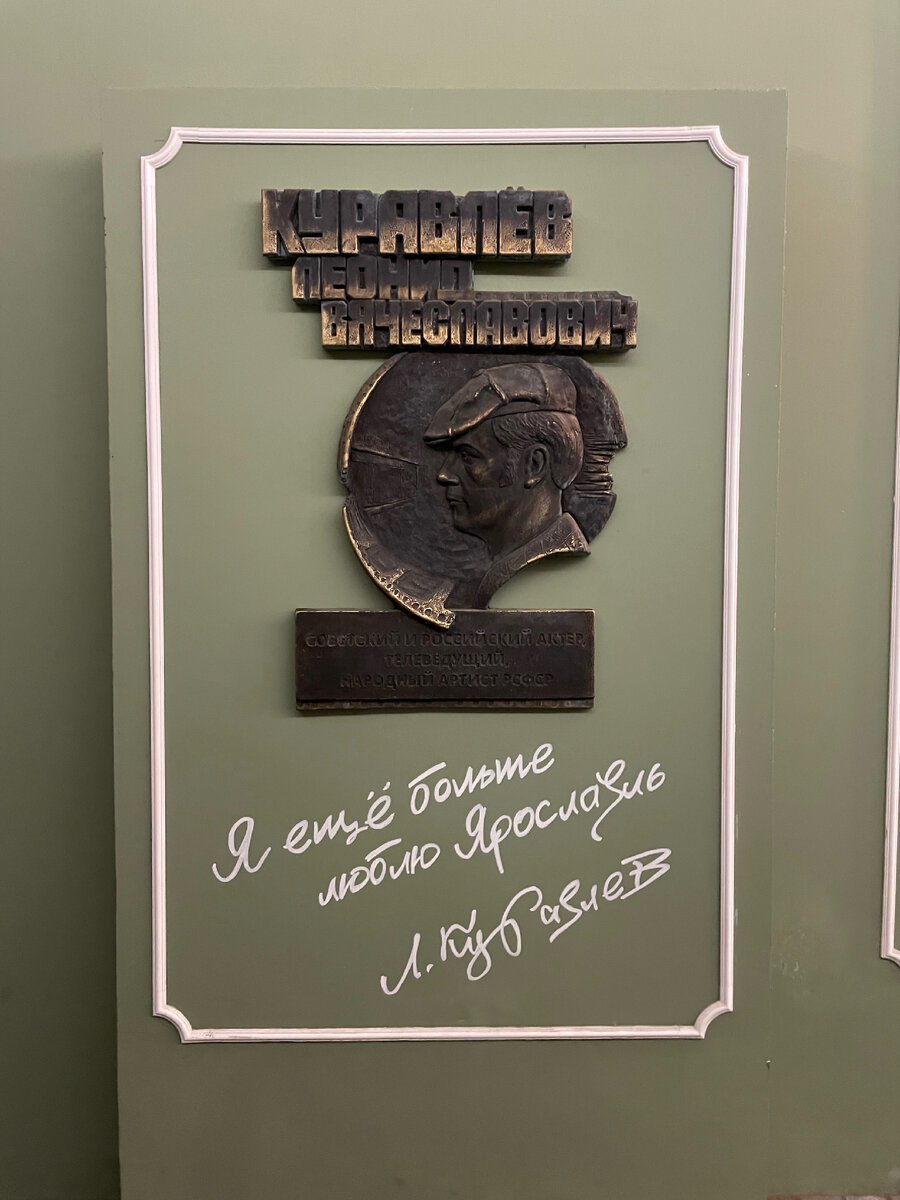 КУРАВЛЁВ
ЛЕОНИД
ВЯЧЕСЛАВОВИЧ
СОВЕТСКИЙ И РОССИЙСКИЙ АКТЕР,
ТЕЛЕВЕДУЩИЙ,
НАРОДНЫЙ АРТИСТ РСФСР
Я ещё больше
люблю Ярославль
Л. Куравлев